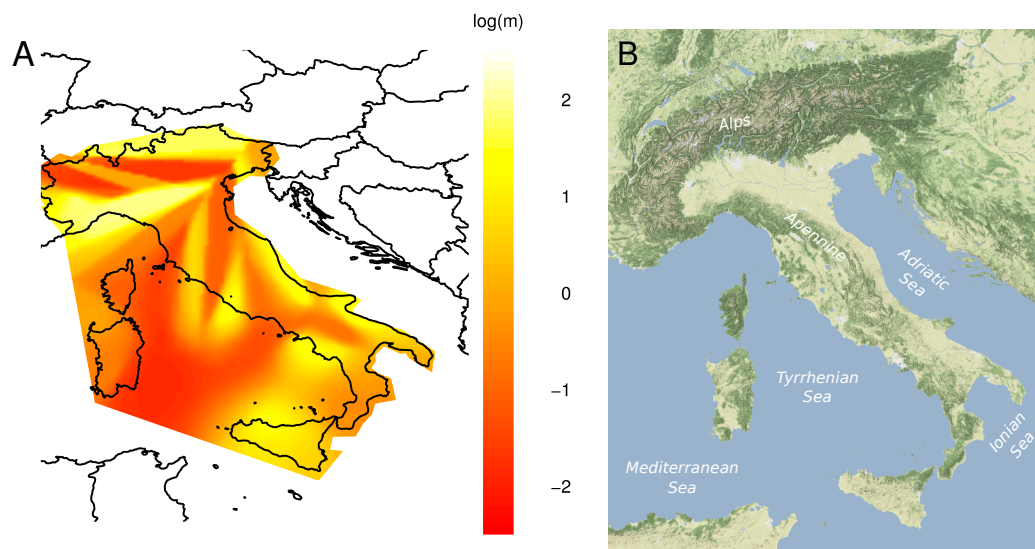 A
log(m)
2
1
0
−1
−2
B
Alps
Apennine
Adriatic
Sea
Tyrrhenian
Sea
Ionian
Sea
Mediterranean
Sea